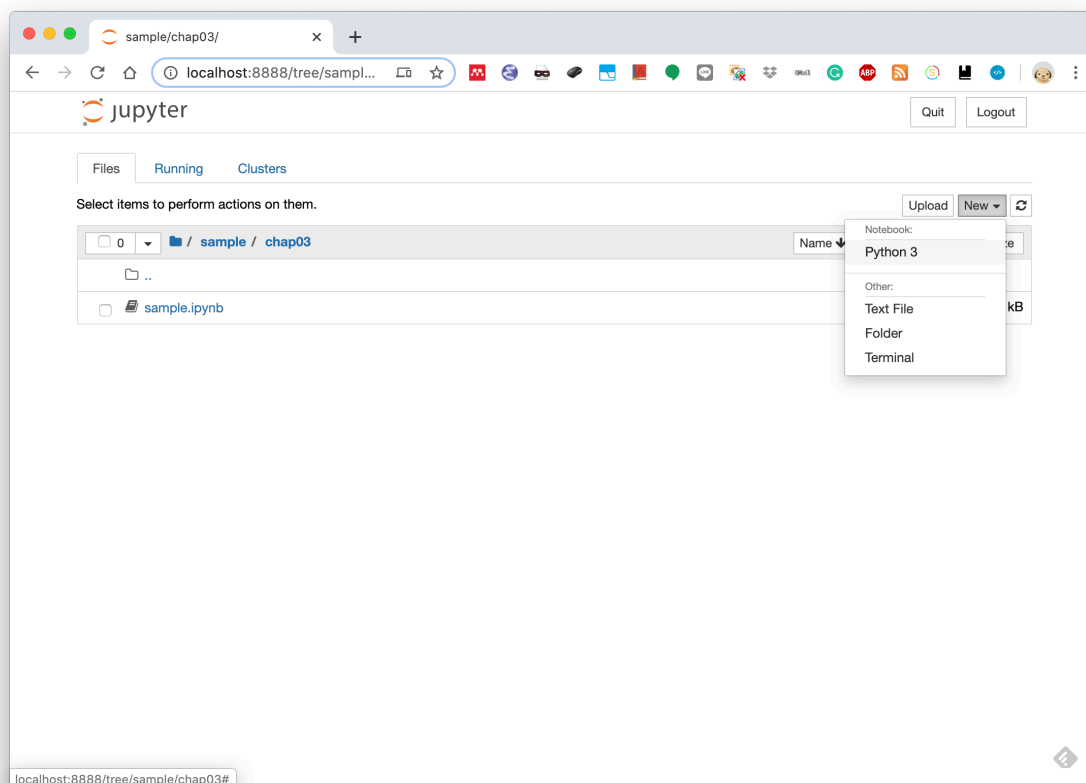 sample/chap03/
localhost:8888/tree/sampl...
jupyter
Quit
Logout
Files
Running
Clusters
Select items to perform actions on them.
Upload
New
0
/ sample / chap03
Name
Notebook:
Python 3
..
Other:
sample.ipynb
Text File
kB
Folder
Terminal
localhost:8888/tree/sample/chap03#